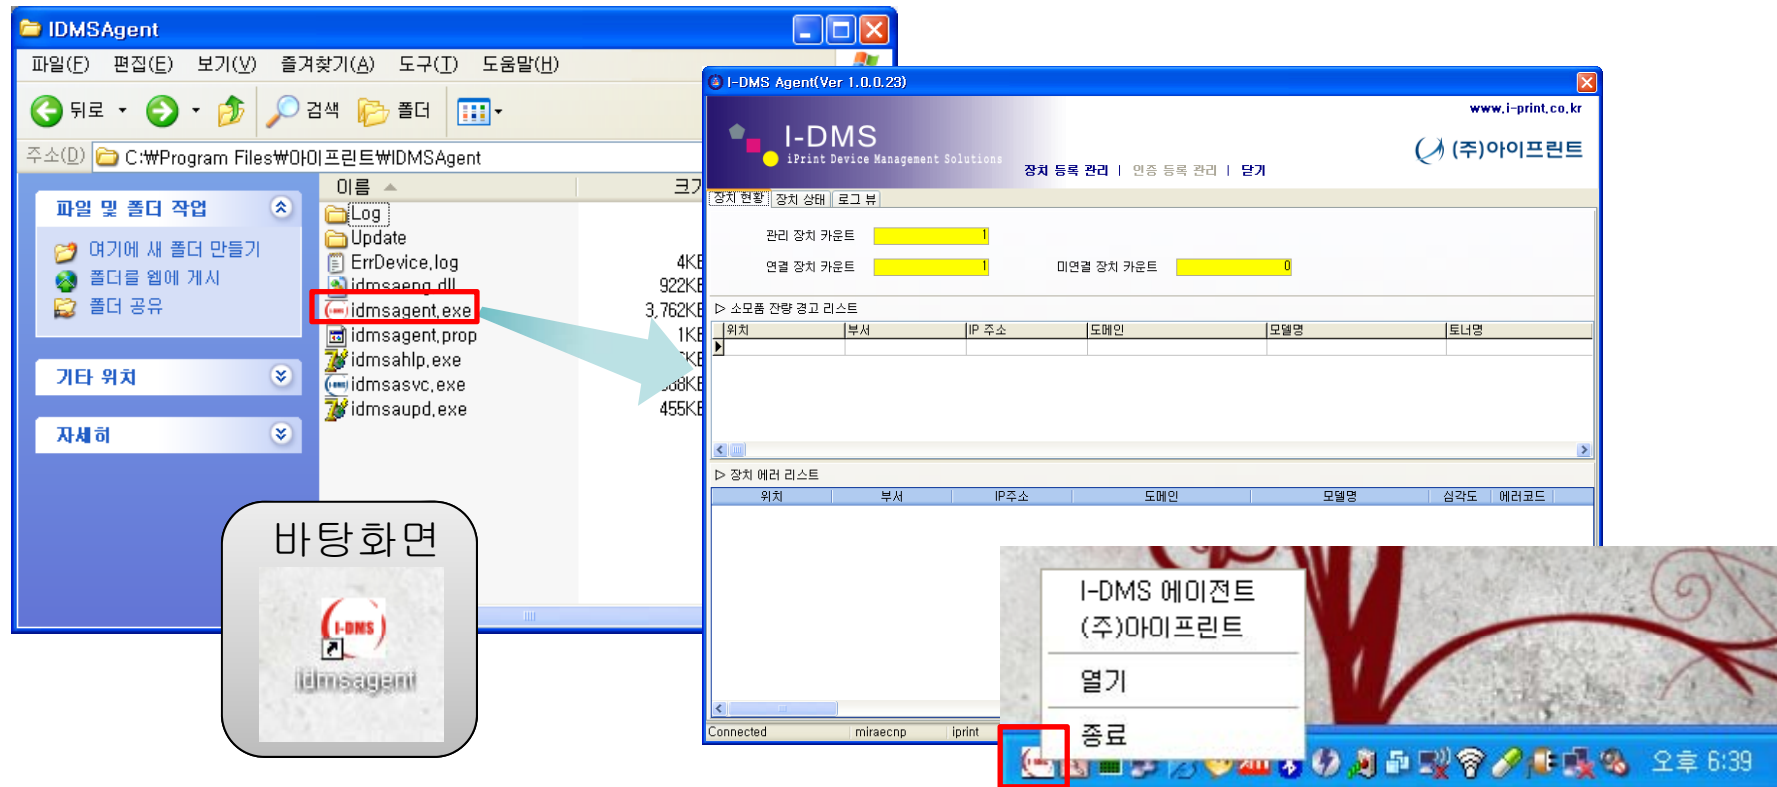 IDMSAgent
파일(F) 편집(E) 보기(V) 즐겨찾기(A) 도구(T) 도움말(H)
뒤로 검색 폴더
주소(D) C:₩Program Files₩아이프린트₩IDMSAgent
파일 및 폴더 작업
여기에 새 폴더 만들기
폴더를 웹에 게시
폴더 공유
기타 위치
자세히
이름
Log
Update
ErrDevice.log 4KB
idmsaeng.dll 922KB
idmsagent.exe 3,762KB
idmsagent.prop 1KB
idmsahlp.exe
idmsasvc.exe
idmsaupd.exe 455KB
바탕화면
I-DMS
idmsagent
I-DMS Agent(Ver 1.0.0.23)
www.i-print.co.kr
I-DMS
iPrint Device Management Solutions
(주)아이프린트
장치 등록 관리 | 인증 등록 관리 | 닫기
장치 현황 장치 상태 로그 뷰
관리 장치 카운트 1
연결 장치 카운트 1 미연결 장치 카운트 0
▷ 소모품 잔량 경고 리스트
위치 부서 IP 주소 도메인 모델명 토너명
▷ 장치 에러 리스트
위치 부서 IP주소 도메인 모델명 심각도 에러코드
Connected miraecnp iprint
I-DMS 에이전트
(주)아이프린트
열기
종료
오후 6:39